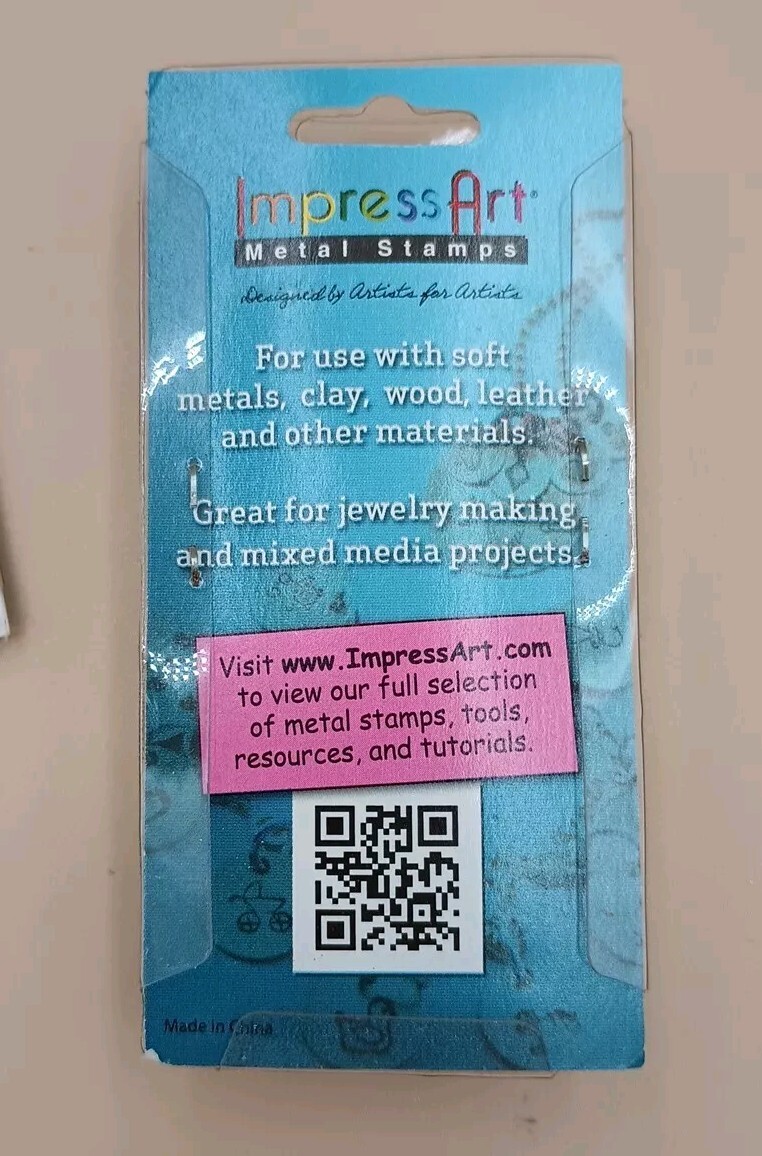 ImpressArt®
Metal Stamps
Designed by Artists for Artists
For use with soft
metals, clay, wood, leather
and other materials.
Great for jewelry making
and mixed media projects.
Visit www.ImpressArt.com
to view our full selection
of metal stamps, tools,
resources, and tutorials.
Made in China